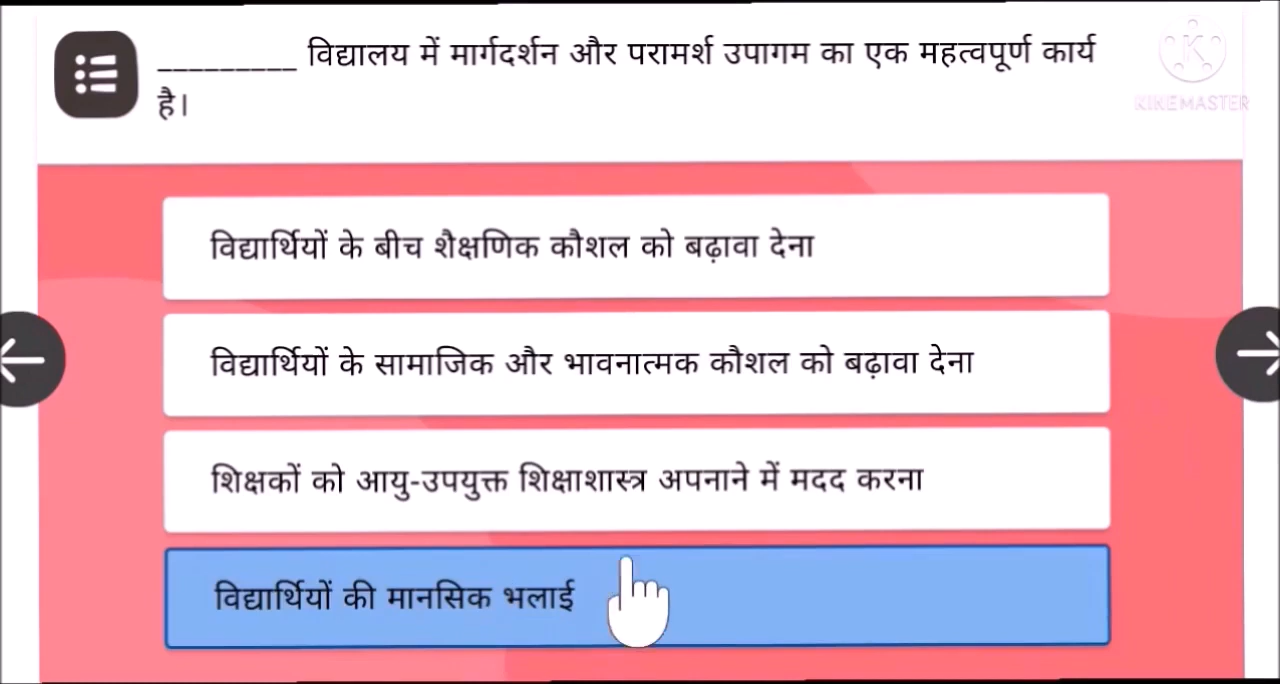 _________ विद्यालय में मार्गदर्शन और परामर्श उपागम का एक महत्वपूर्ण कार्य
है।
K
KINEMASTER
विद्यार्थियों के बीच शैक्षणिक कौशल को बढ़ावा देना
विद्यार्थियों के सामाजिक और भावनात्मक कौशल को बढ़ावा देना
शिक्षकों को आयु-उपयुक्त शिक्षाशास्त्र अपनाने में मदद करना
विद्यार्थियों की मानसिक भलाई